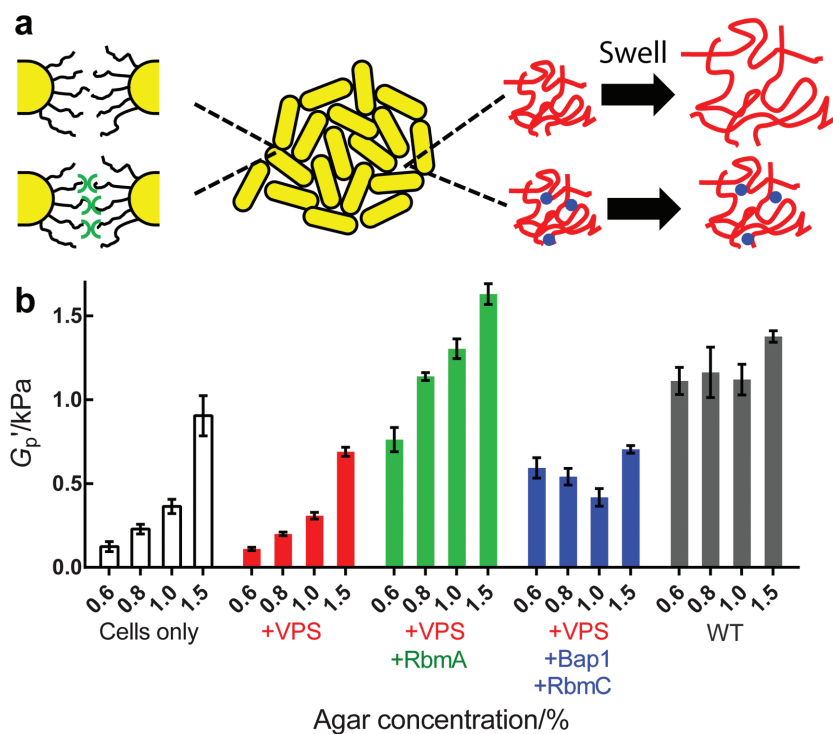 a
Swell
b
G_p'/kPa
1.5
1.0
0.5
0.0
0.6 0.8 1.0 1.5 0.6 0.8 1.0 1.5 0.6 0.8 1.0 1.5 0.6 0.8 1.0 1.5 0.6 0.8 1.0 1.5
Cells only +VPS +VPS +VPS WT
+RbmA +Bap1
+RbmC
Agar concentration/%